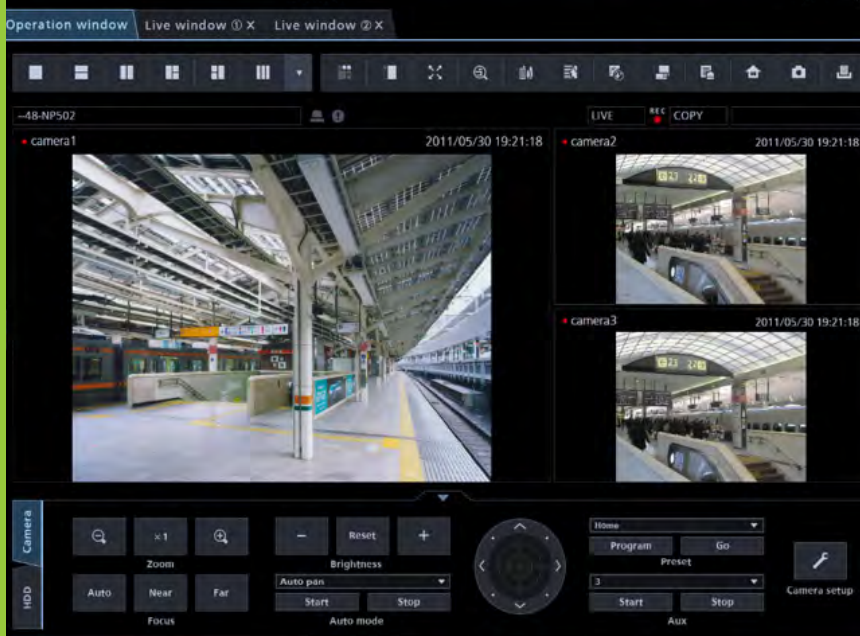 Operation window
Live window ① X
Live window ② X
--48-NP502
LIVE
REC
COPY
camera1
2011/05/30 19:21:18
camera2
2011/05/30 19:21:18
camera3
2011/05/30 19:21:18
Camera
HDD
×1
Zoom
Auto
Near
Far
Focus
−
Reset
+
Brightness
Auto pan
Start
Stop
Auto mode
Home
Program
Go
Preset
3
Start
Stop
Aux
Camera setup